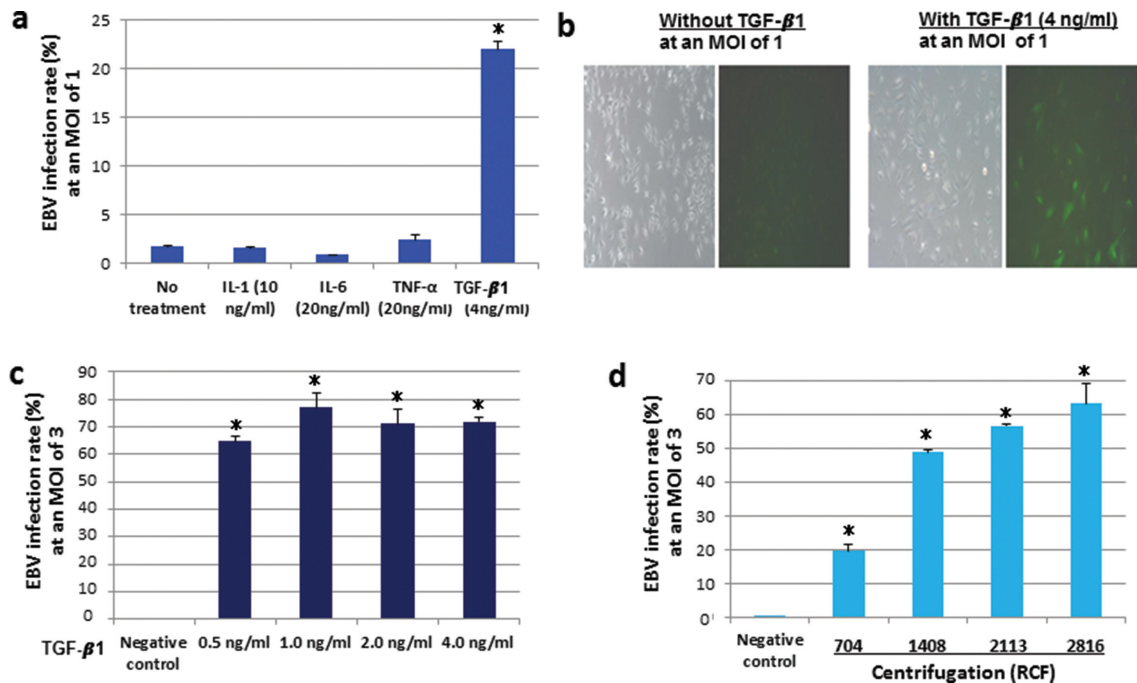 a
EBV infection rate (%)
at an MOI of 1
25
20
15
10
5
0
*
No
treatment
IL-1 (10
ng/ml)
IL-6
(20ng/ml)
TNF-α
(20ng/ml)
TGF-β1
(4ng/ml)
b
Without TGF-β1
at an MOI of 1
With TGF-β1 (4 ng/ml)
at an MOI of 1
c
EBV infection rate (%)
at an MOI of 3
90
80
70
60
50
40
30
20
10
0
* * * *
TGF-β1
Negative
control
0.5 ng/ml 1.0 ng/ml 2.0 ng/ml 4.0 ng/ml
d
EBV infection rate (%)
at an MOI of 3
70
60
50
40
30
20
10
0
* * * *
Negative
control
704 1408 2113 2816
Centrifugation (RCF)